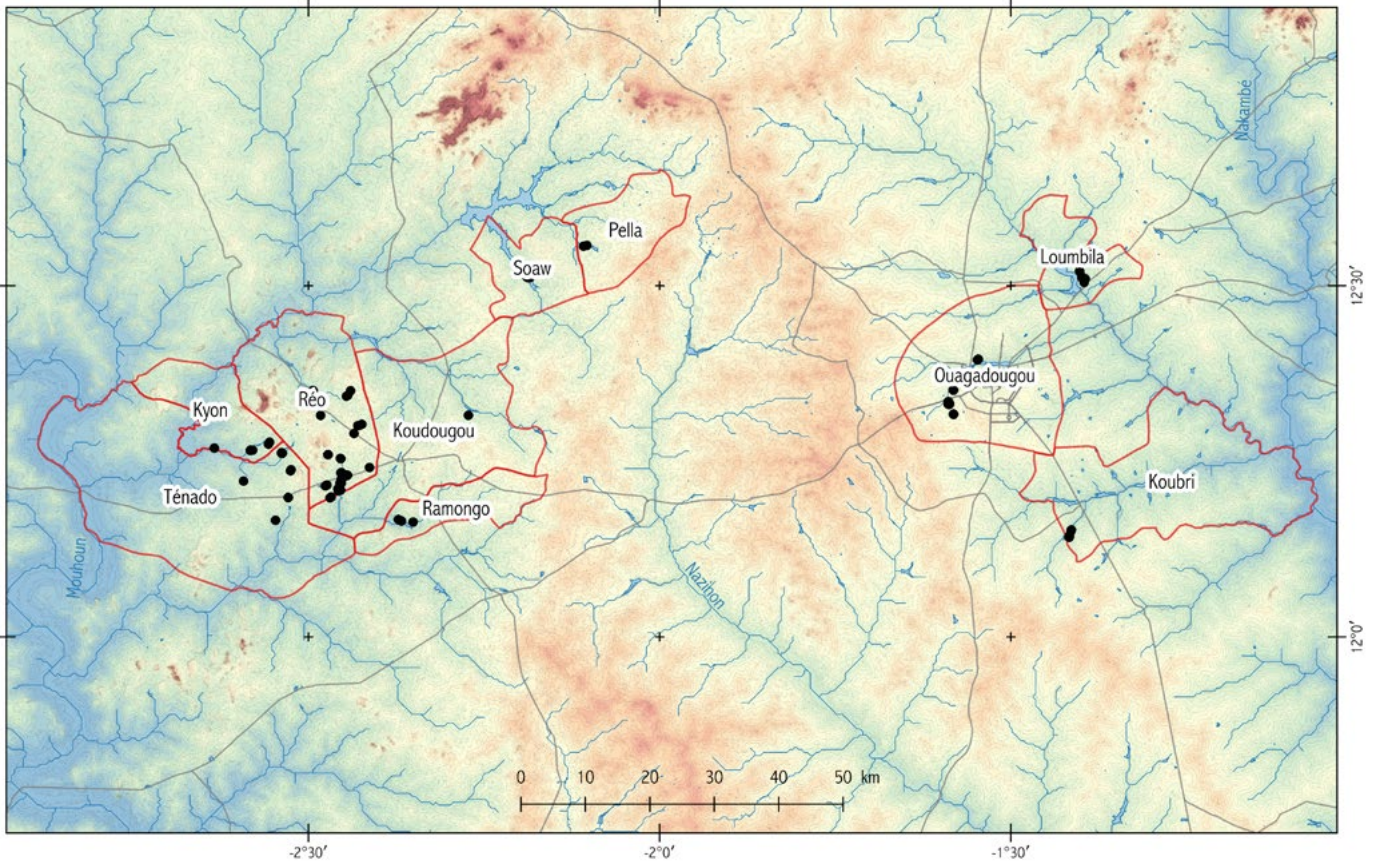 Nakambé
Pella
Soaw
Loumbila
12°30′
Ouagadougou
Réo
Kyon
Koudougou
Koubri
Ténado
Ramongo
Mouhoun
Nazinon
12°0′
0 10 20 30 40 50 km
-2°30′ -2°0′ -1°30′